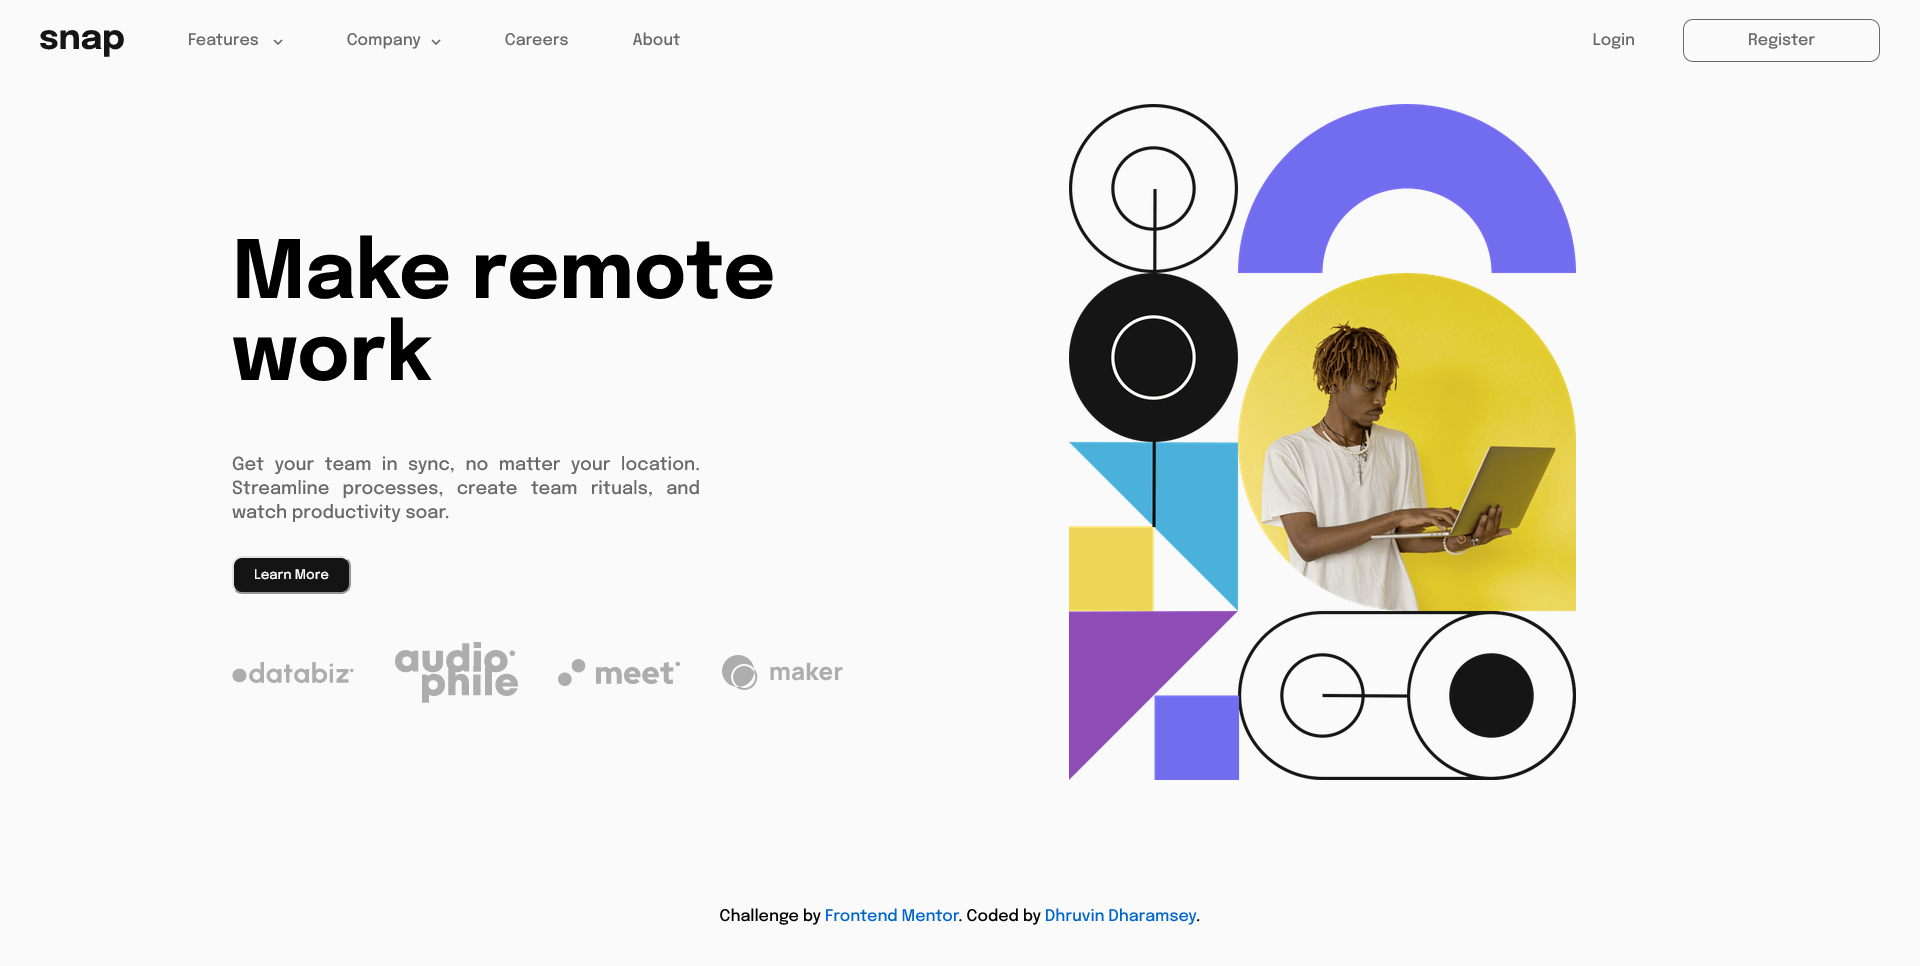 snap Features Company Careers About Login Register
Make remote
work
Get your team in sync, no matter your location.
Streamline processes, create team rituals, and
watch productivity soar.
Learn More
databiz audiophile meet maker
Challenge by Frontend Mentor. Coded by Dhruvin Dharamsey.